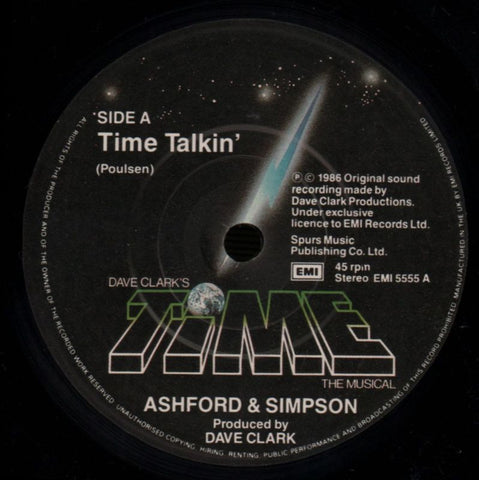 SIDE A
Time Talkin'
(Poulsen)
Ⓟ © 1986 Original sound
recording made by
Dave Clark Productions.
Under exclusive
licence to EMI Records Ltd.
Spurs Music
Publishing Co. Ltd.
EMI
45 rpm
Stereo EMI 5555 A
DAVE CLARK'S
TiME
THE MUSICAL
ASHFORD & SIMPSON
Produced by
DAVE CLARK
ALL RIGHTS OF THE PRODUCER AND OF THE OWNER OF THE RECORDED WORK RESERVED. UNAUTHORISED COPYING, HIRING, RENTING, PUBLIC PERFORMANCE AND BROADCASTING OF THIS RECORD PROHIBITED. MANUFACTURED IN THE UK BY EMI RECORDS LIMITED